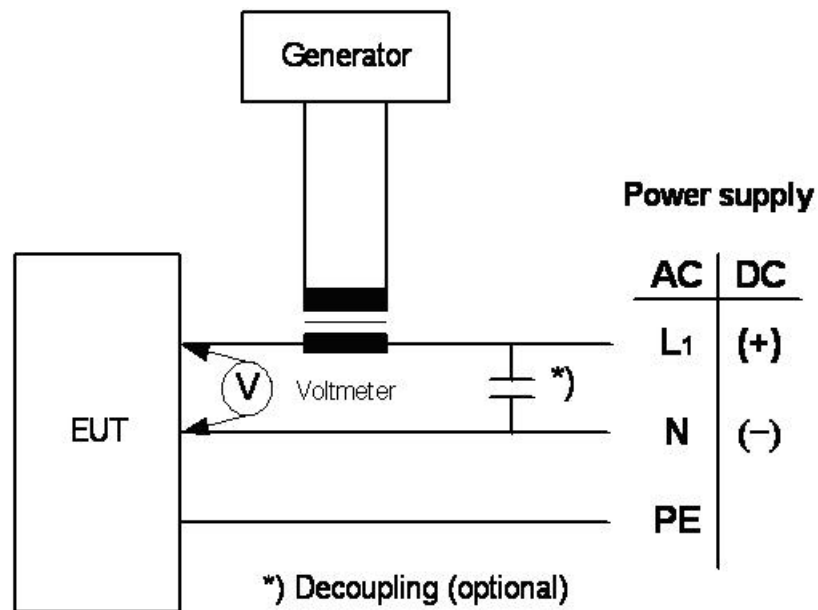 Generator
Power supply
AC DC
L1 (+)
V Voltmeter *)
EUT N (–)
PE
*) Decoupling (optional)